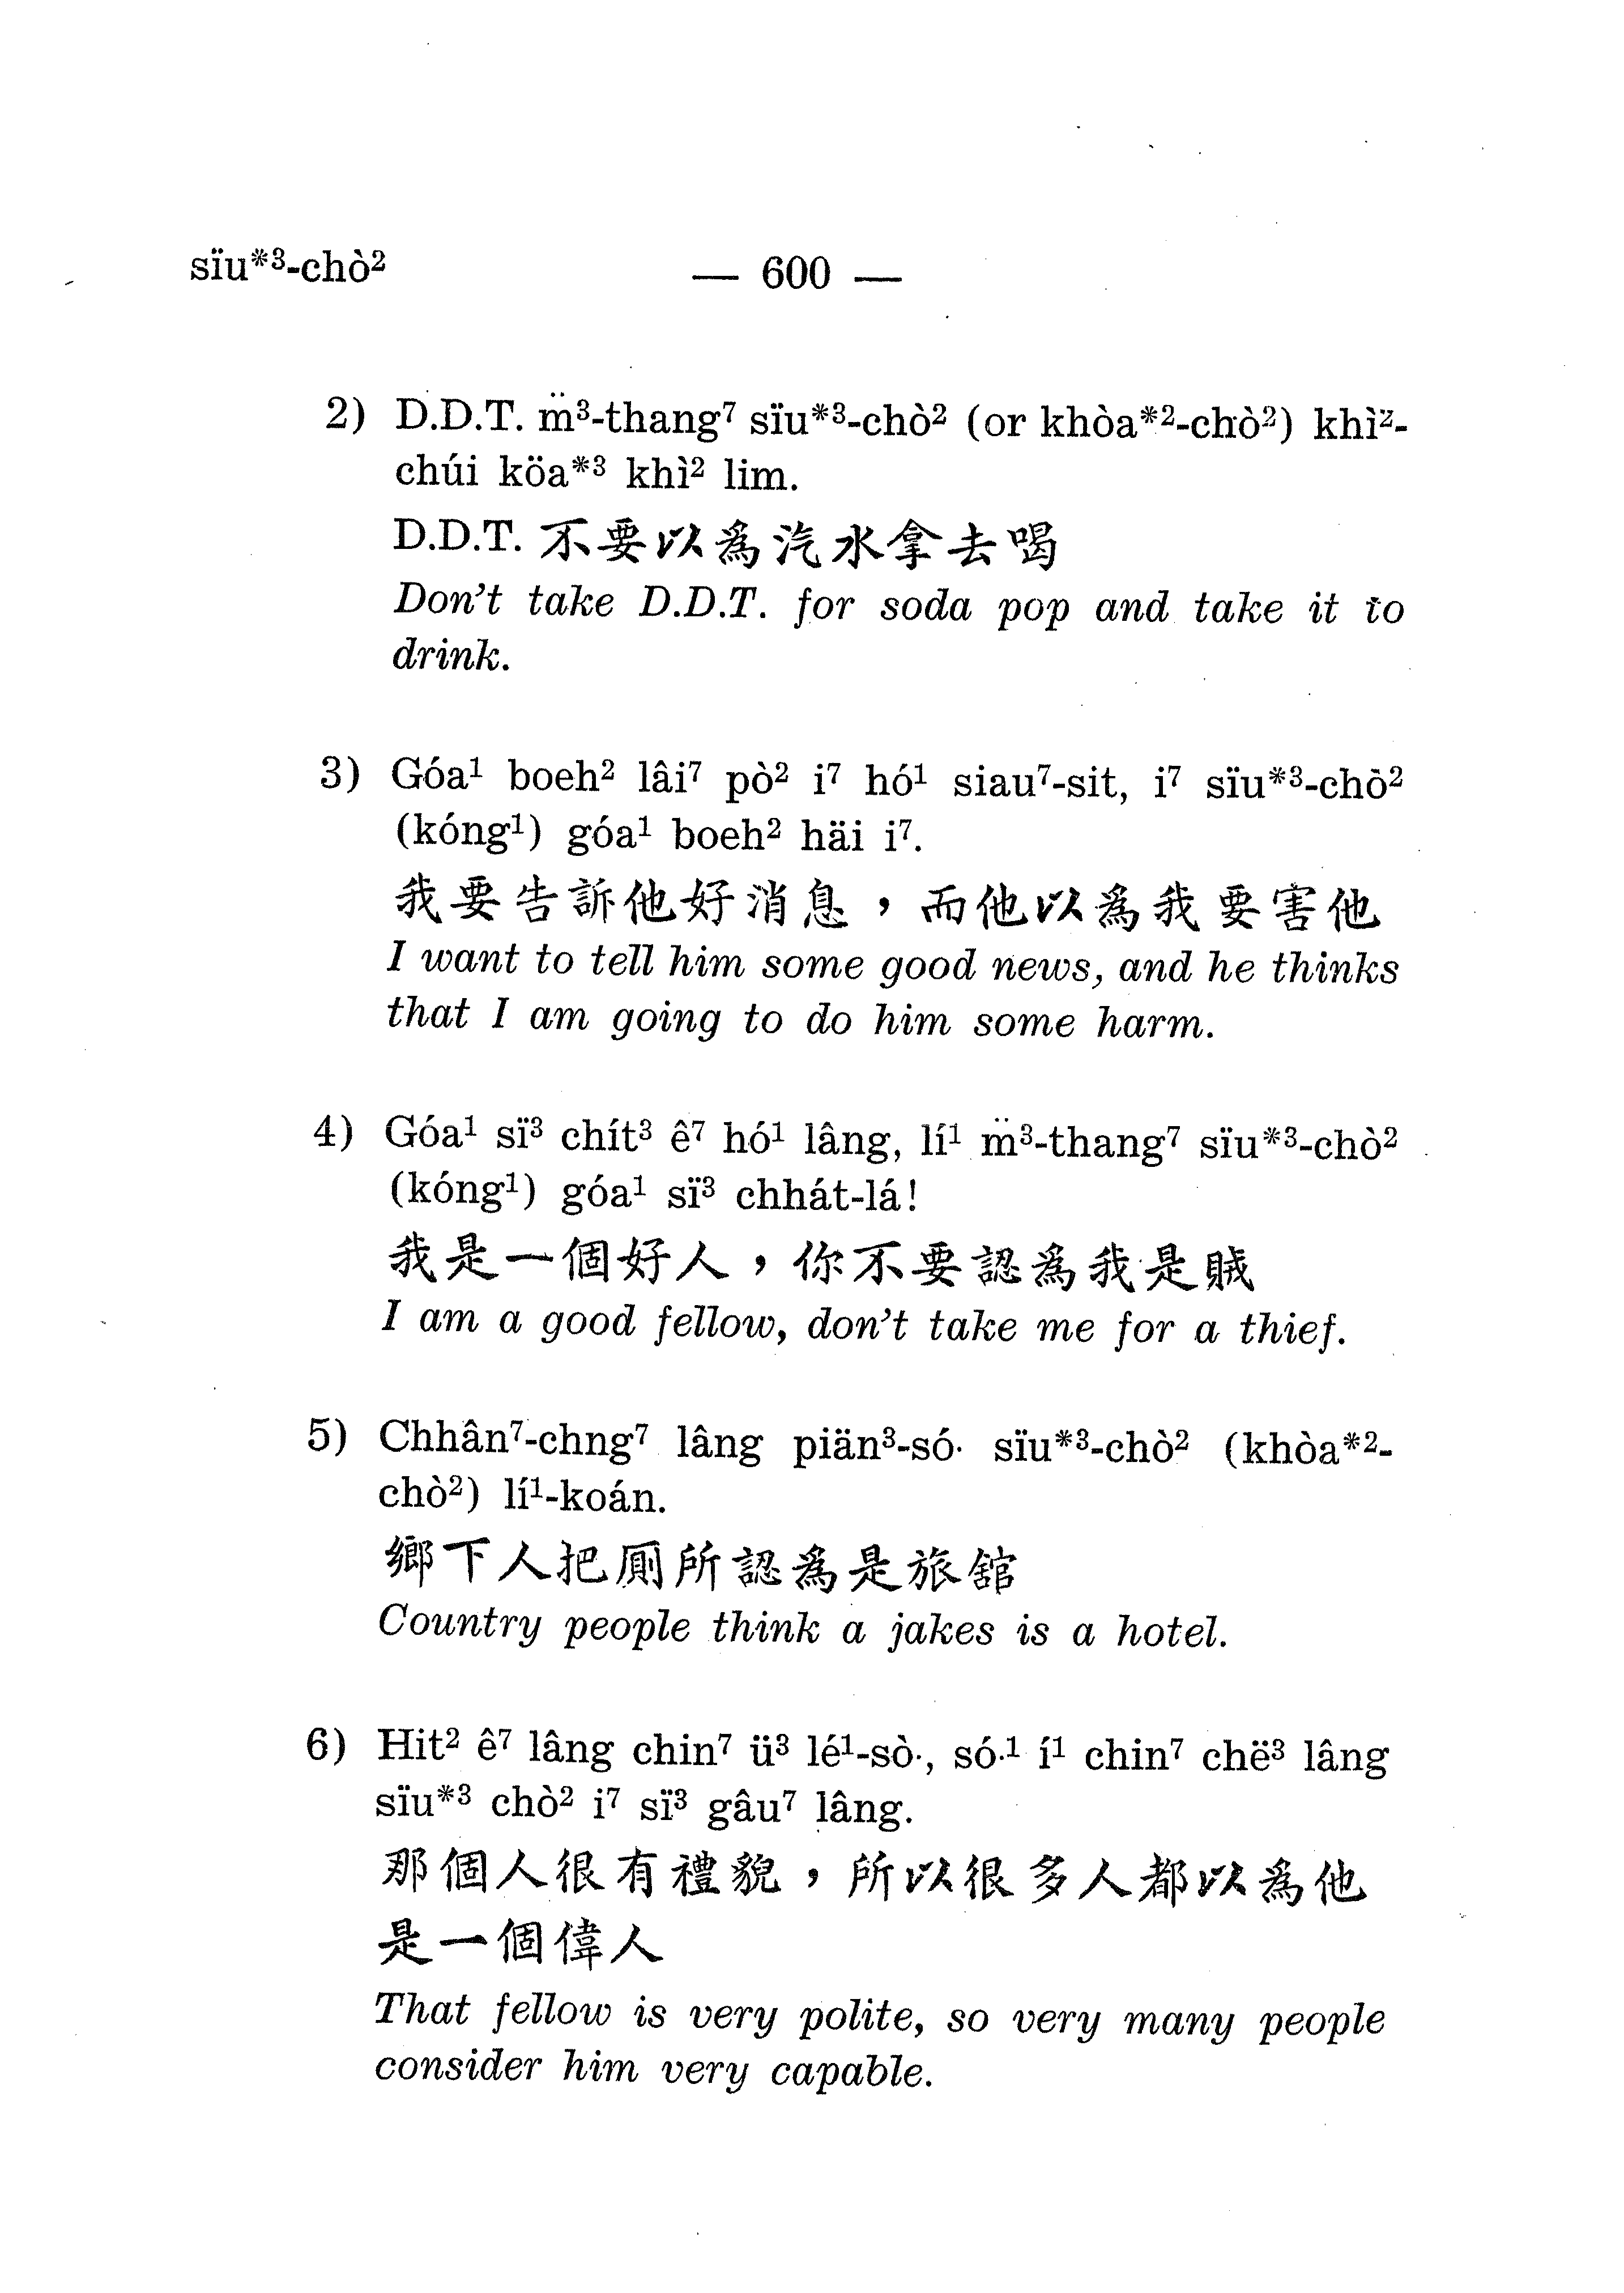 sïu*³-chò²
— 600 —
2) D.D.T. m̈³-thang⁷ sïu*³-chò² (or khòa*²-chò²) khì²-
chúi köa*³ khì² lim.
D.D.T. 不要以為汽水拿去喝
Don't take D.D.T. for soda pop and take it to
drink.
3) Góa¹ boeh² lâi⁷ pò² i⁷ hó¹ siau⁷-sit, i⁷ sïu*³-chò²
(kóng¹) góa¹ boeh² häi i⁷.
我要告訴他好消息，而他以為我要害他
I want to tell him some good news, and he thinks
that I am going to do him some harm.
4) Góa¹ sï³ chít³ ê⁷ hó¹ lâng, lí¹ m̈³-thang⁷ sïu*³-chò²
(kóng¹) góa¹ sï³ chhát-lá!
我是一個好人，你不要認為我是賊
I am a good fellow, don't take me for a thief.
5) Chhân⁷-chng⁷ lâng piän³-só· sïu*³-chò² (khòa*²-
chò²) lí¹-koán.
鄉下人把厠所認為是旅舘
Country people think a jakes is a hotel.
6) Hit² ê⁷ lâng chin⁷ ü³ lé¹-sò·, só·¹ í¹ chin⁷ chë³ lâng
sïu*³ chò² i⁷ sï³ gâu⁷ lâng.
那個人很有禮貌，所以很多人都以為他
是一個偉人
That fellow is very polite, so very many people
consider him very capable.